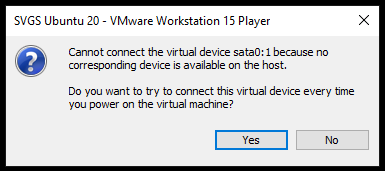 SVGS Ubuntu 20 - VMware Workstation 15 Player
Cannot connect the virtual device sata0:1 because no
corresponding device is available on the host.
Do you want to try to connect this virtual device every time
you power on the virtual machine?
Yes No